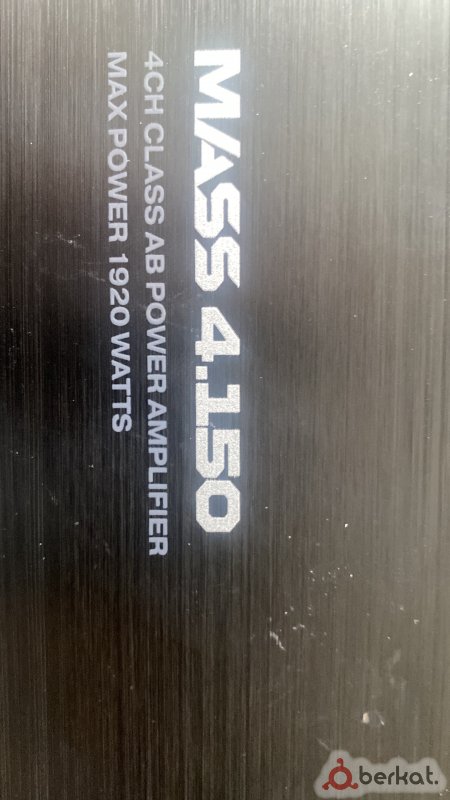 MASS 4.150
4CH CLASS AB POWER AMPLIFIER
MAX POWER 1920 WATTS
berkat.